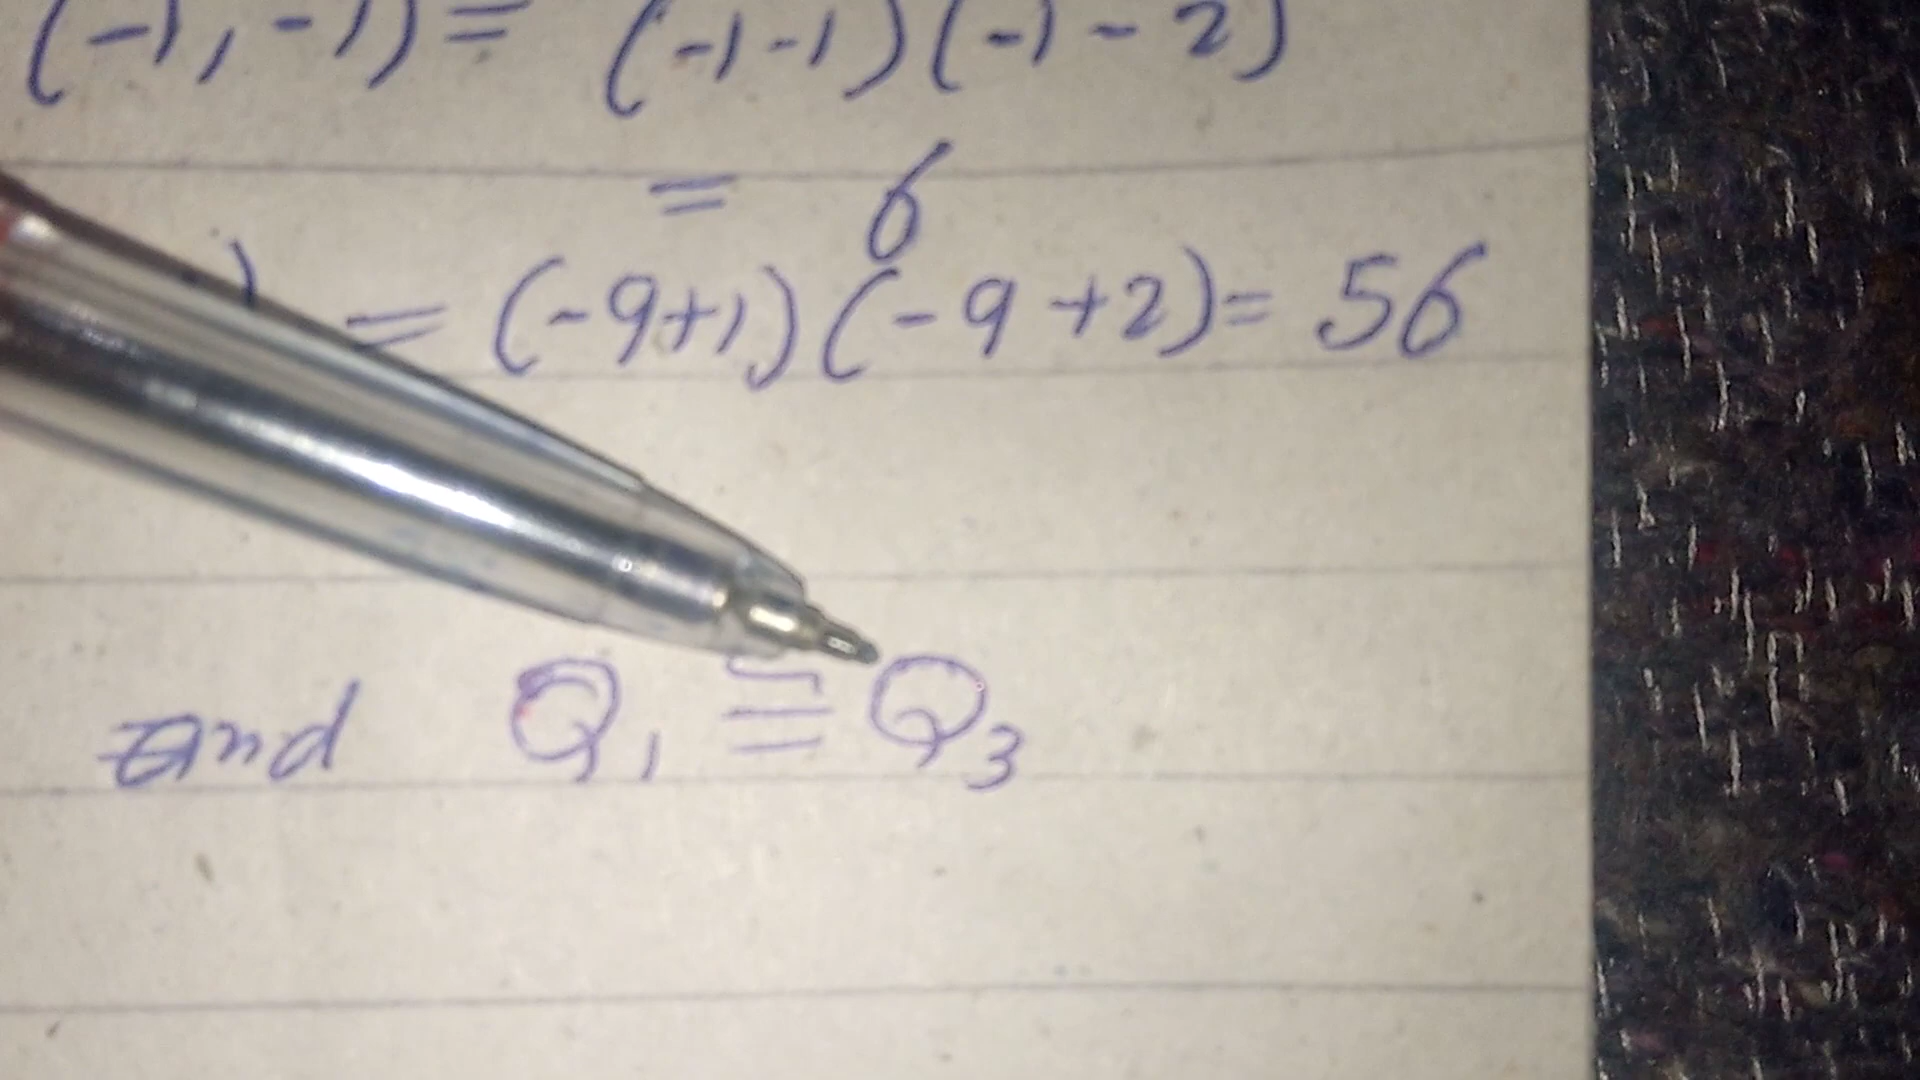 (-1, -1) = (-1-1)(-1-2)
= 6
) = (-9+1)(-9+2) = 56
and Q₁ ≅ Q₃